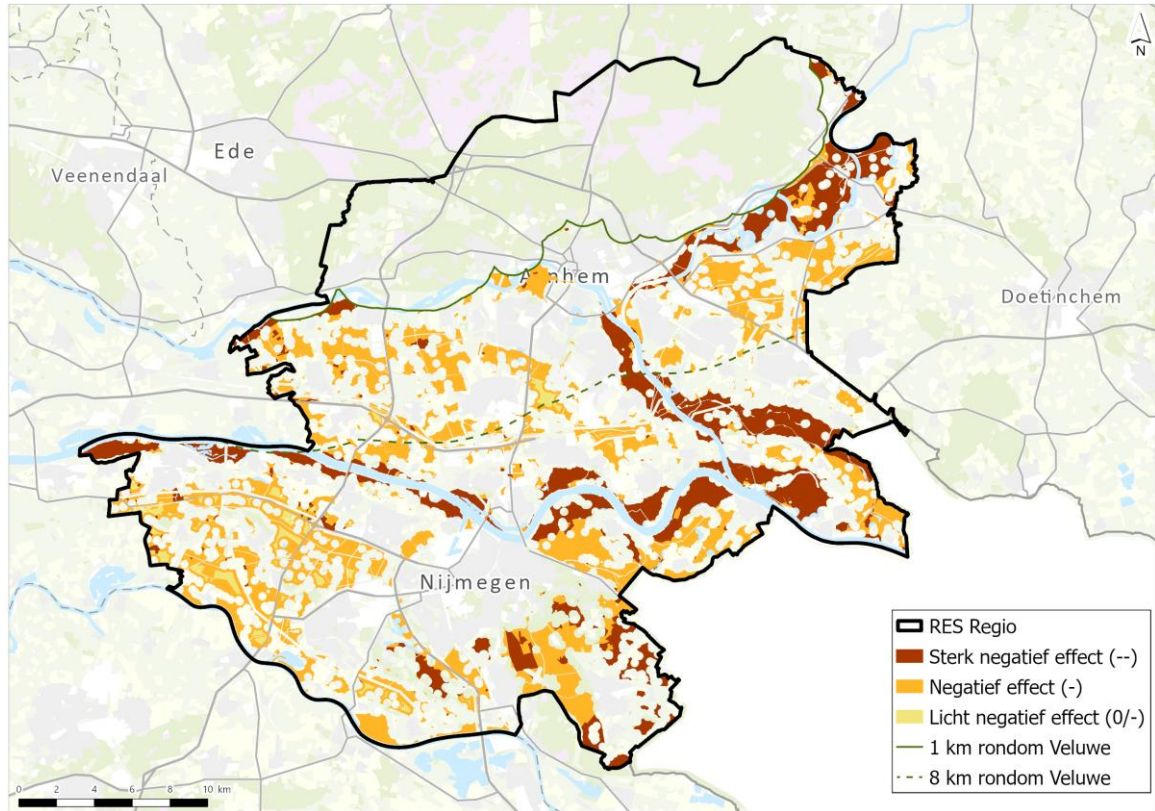 N
Ede
Veenendaal
Arnhem
Doetinchem
Nijmegen
RES Regio
Sterk negatief effect (--)
Negatief effect (-)
Licht negatief effect (0/-)
1 km rondom Veluwe
8 km rondom Veluwe
0 2 4 6 8 10 km